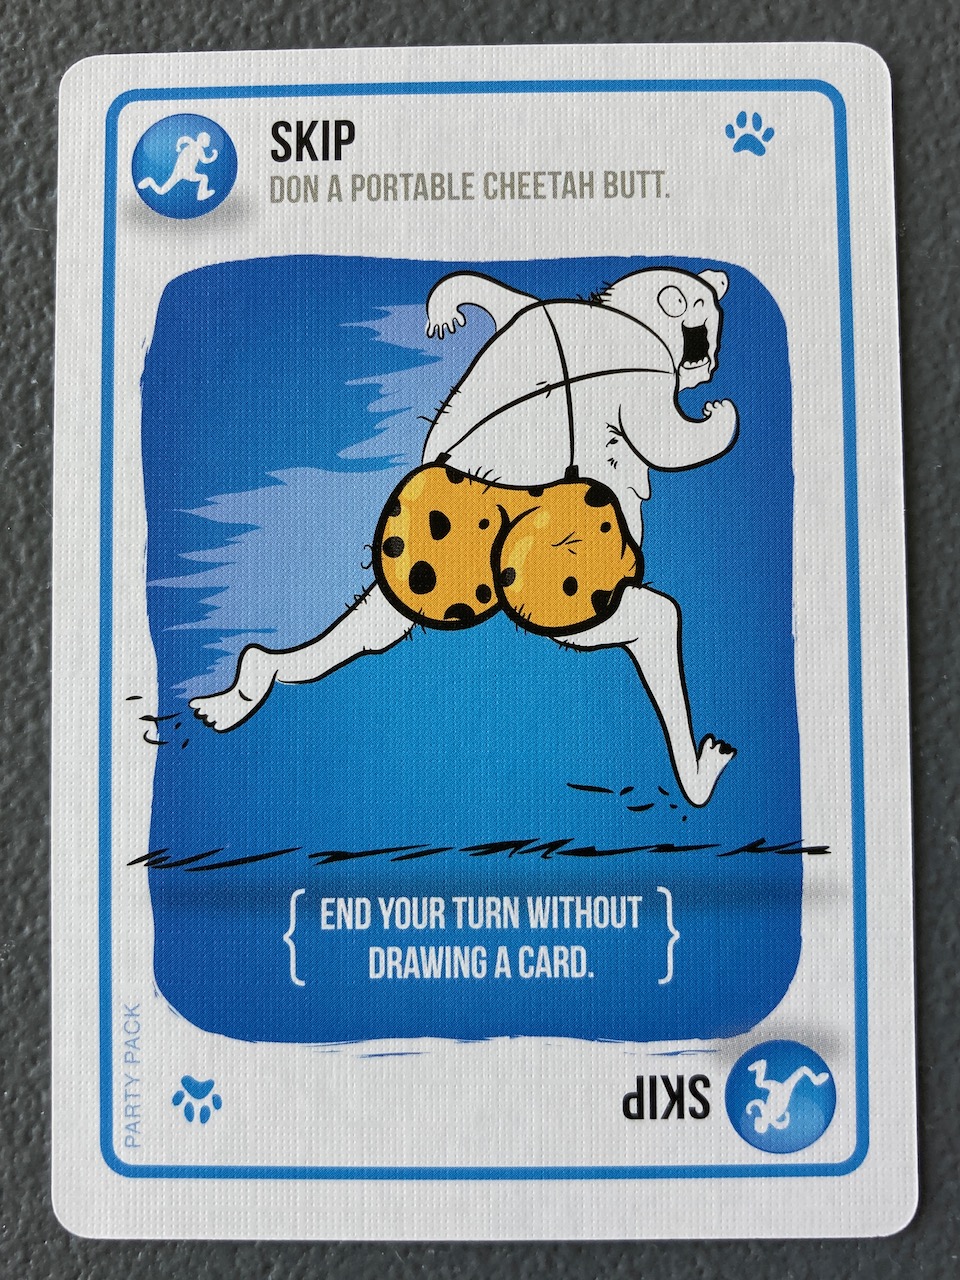 SKIP
DON A PORTABLE CHEETAH BUTT.
{ END YOUR TURN WITHOUT
DRAWING A CARD. }
PARTY PACK
SKIP